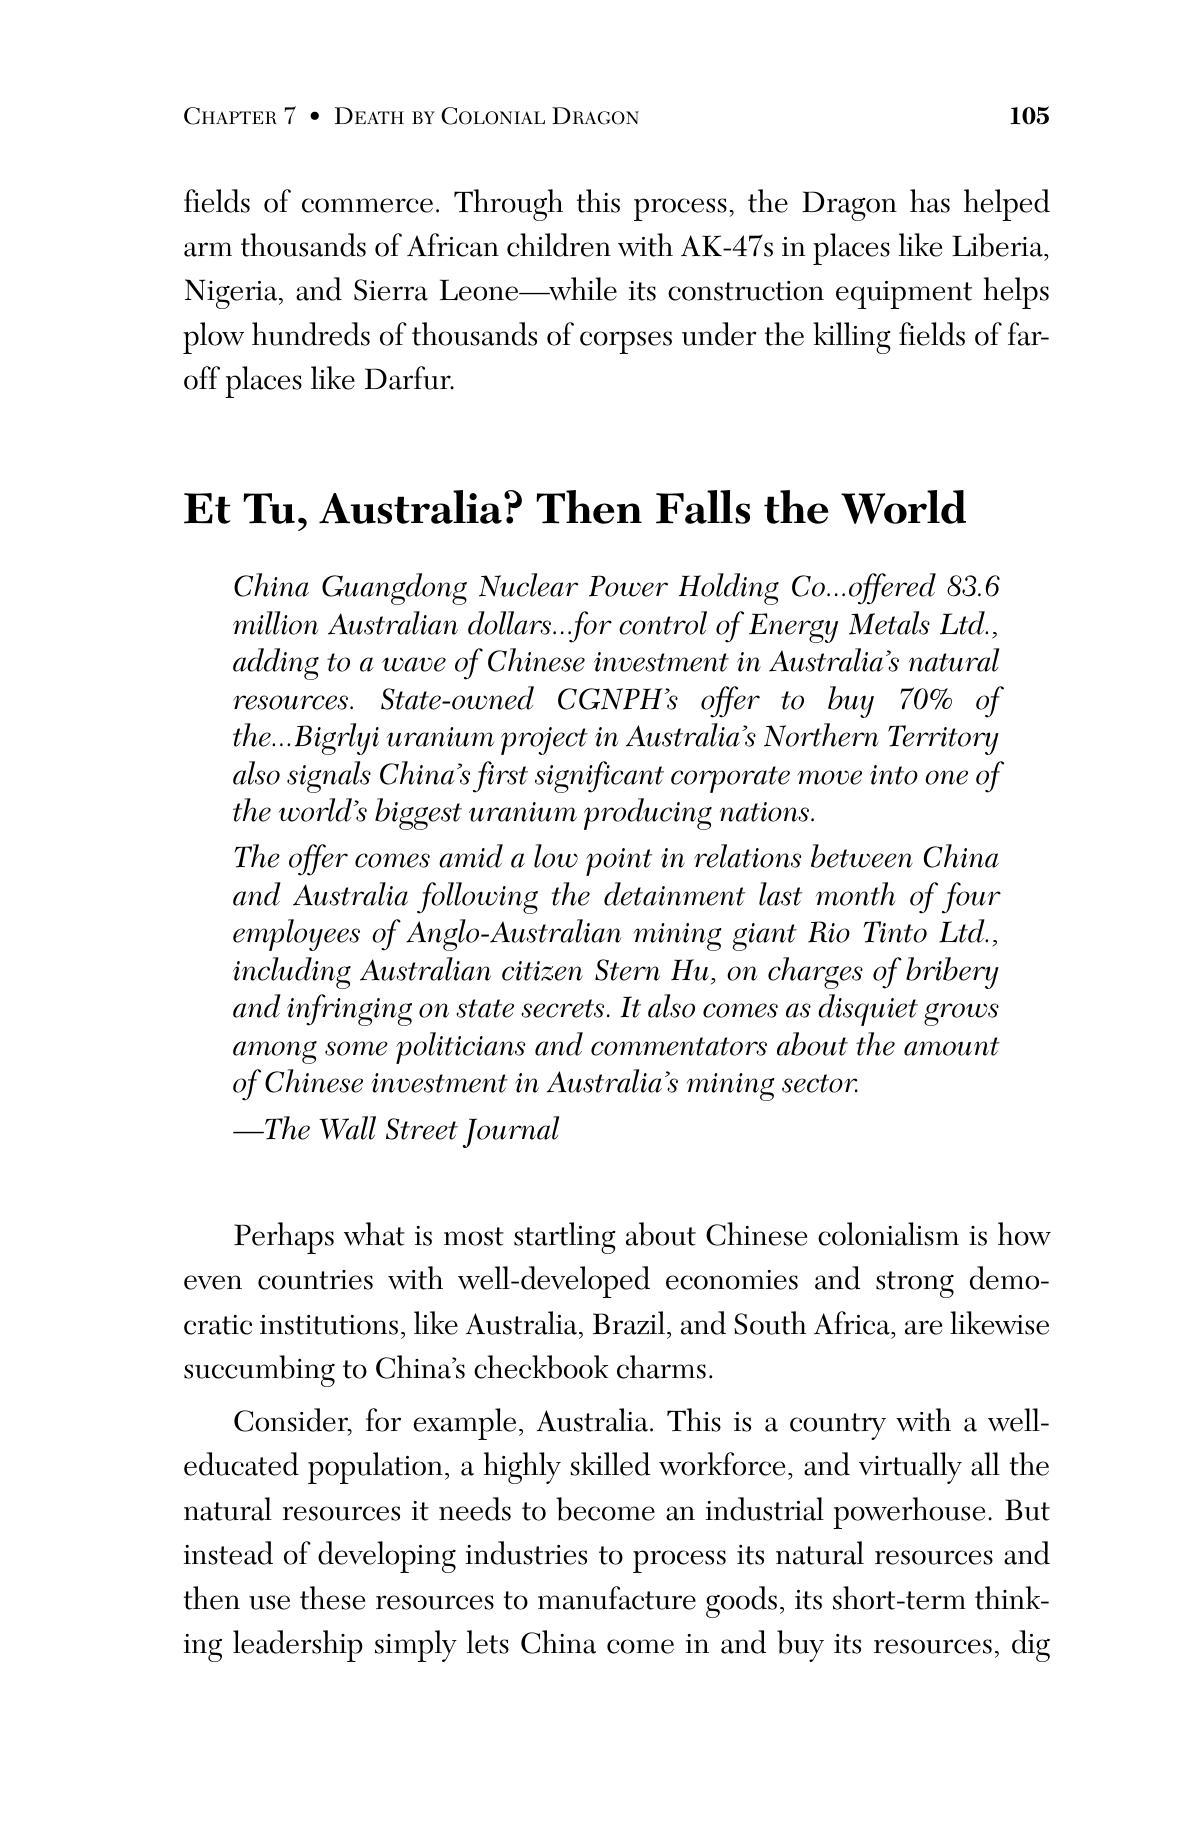 CHAPTER 7 • DEATH BY COLONIAL DRAGON 105
fields of commerce. Through this process, the Dragon has helped
arm thousands of African children with AK-47s in places like Liberia,
Nigeria, and Sierra Leone—while its construction equipment helps
plow hundreds of thousands of corpses under the killing fields of far-
off places like Darfur.
Et Tu, Australia? Then Falls the World
China Guangdong Nuclear Power Holding Co...offered 83.6
million Australian dollars...for control of Energy Metals Ltd.,
adding to a wave of Chinese investment in Australia’s natural
resources. State-owned CGNPH’s offer to buy 70% of
the...Bigrlyi uranium project in Australia’s Northern Territory
also signals China’s first significant corporate move into one of
the world’s biggest uranium producing nations.
The offer comes amid a low point in relations between China
and Australia following the detainment last month of four
employees of Anglo-Australian mining giant Rio Tinto Ltd.,
including Australian citizen Stern Hu, on charges of bribery
and infringing on state secrets. It also comes as disquiet grows
among some politicians and commentators about the amount
of Chinese investment in Australia’s mining sector.
—The Wall Street Journal
Perhaps what is most startling about Chinese colonialism is how
even countries with well-developed economies and strong demo-
cratic institutions, like Australia, Brazil, and South Africa, are likewise
succumbing to China’s checkbook charms.
Consider, for example, Australia. This is a country with a well-
educated population, a highly skilled workforce, and virtually all the
natural resources it needs to become an industrial powerhouse. But
instead of developing industries to process its natural resources and
then use these resources to manufacture goods, its short-term think-
ing leadership simply lets China come in and buy its resources, dig